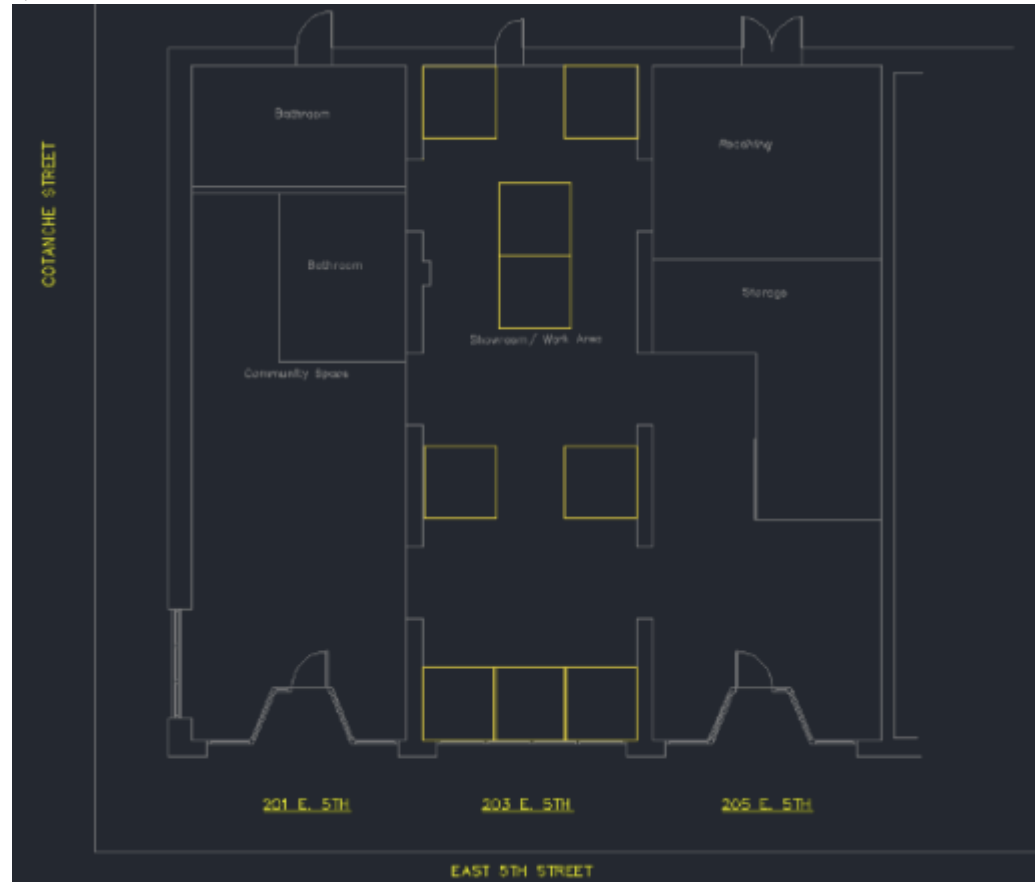 Bathroom
COTANCHE STREET
Bathroom
Storage
Showroom/ Work Area
Community Space
201 E. 5TH
203 E. 5TH
205 E. 5TH
EAST 5TH STREET